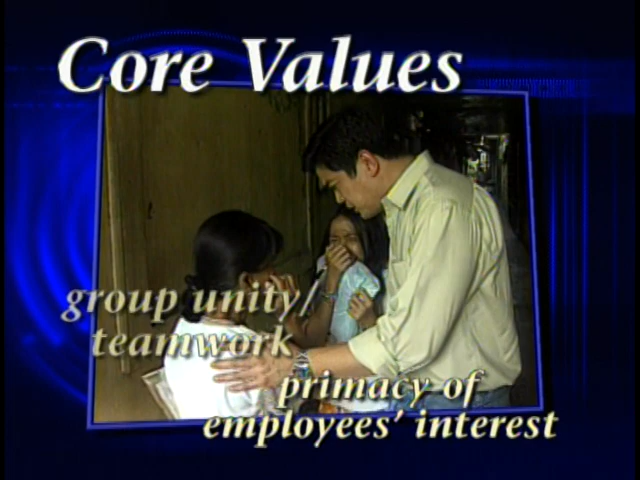 Core Values
group unity/
teamwork
primacy of
employees' interest